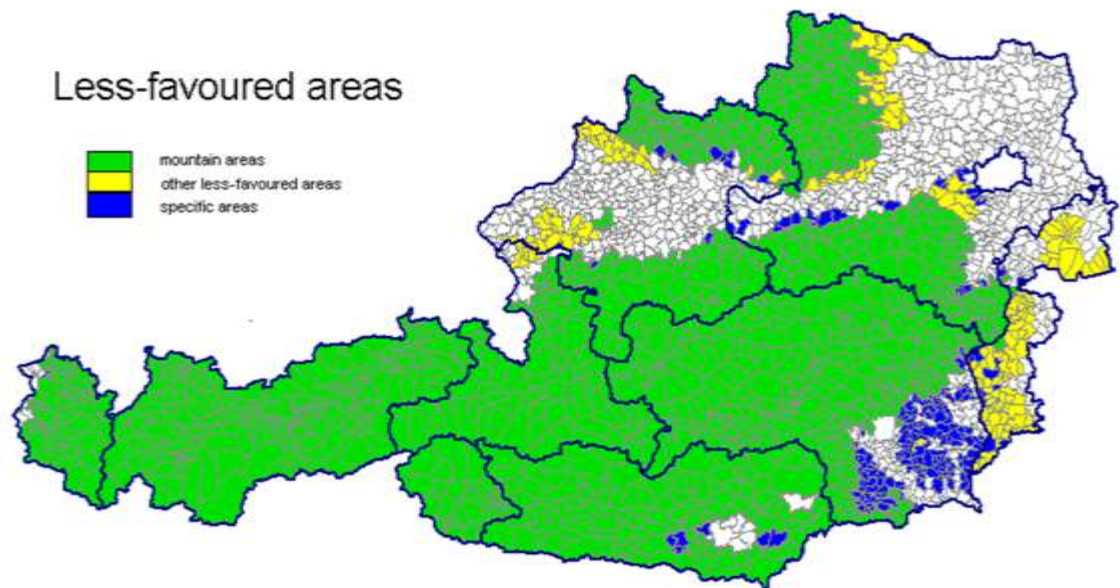 Less-favoured areas
mountain areas
other less-favoured areas
specific areas